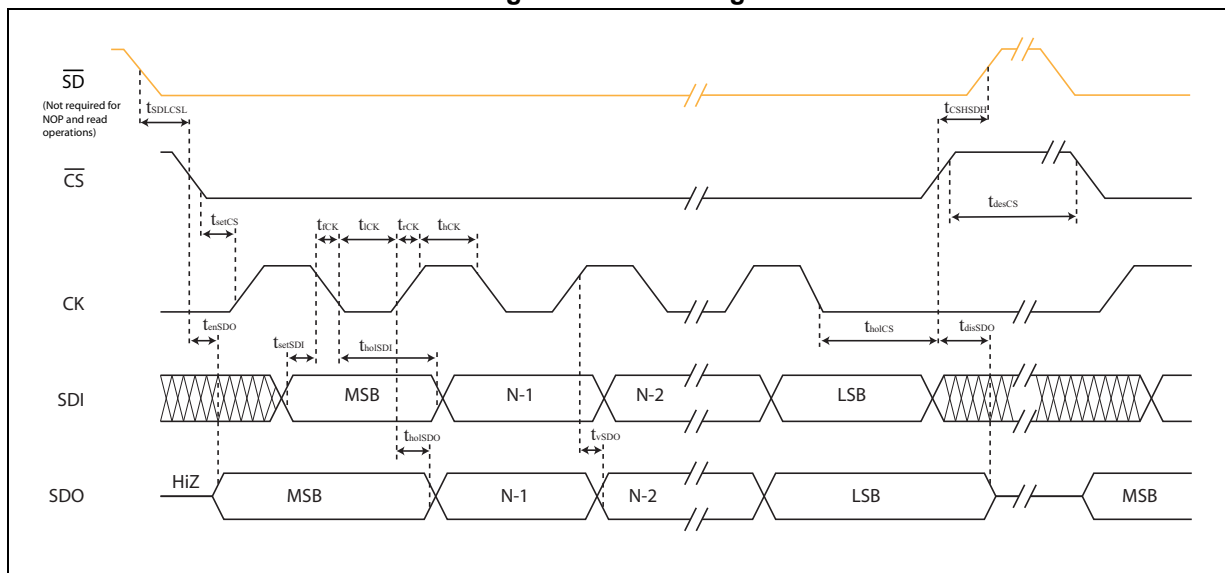 SD
(Not required for
NOP and read
operations)
tSDLCSL
tCSHSDH
CS
tsetCS
tfCK
tlCK
trCK
thCK
tdesCS
CK
tenSDO
tsetSDI
tholSDI
tholCS
tdisSDO
SDI
MSB
N-1
N-2
LSB
tholSDO
tvSDO
SDO
HiZ
MSB
N-1
N-2
LSB
MSB